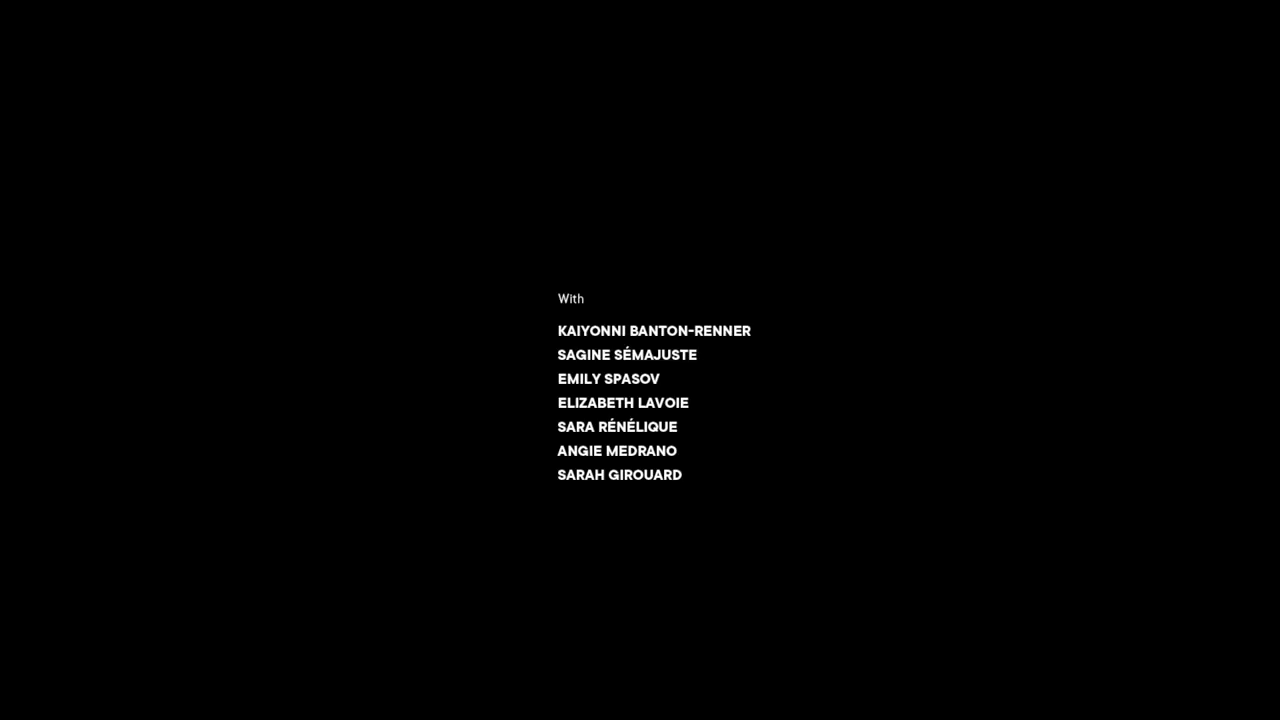 With
KAIYONNI BANTON-RENNER
SAGINE SÉMAJUSTE
EMILY SPASOV
ELIZABETH LAVOIE
SARA RÉNÉLIQUE
ANGIE MEDRANO
SARAH GIROUARD